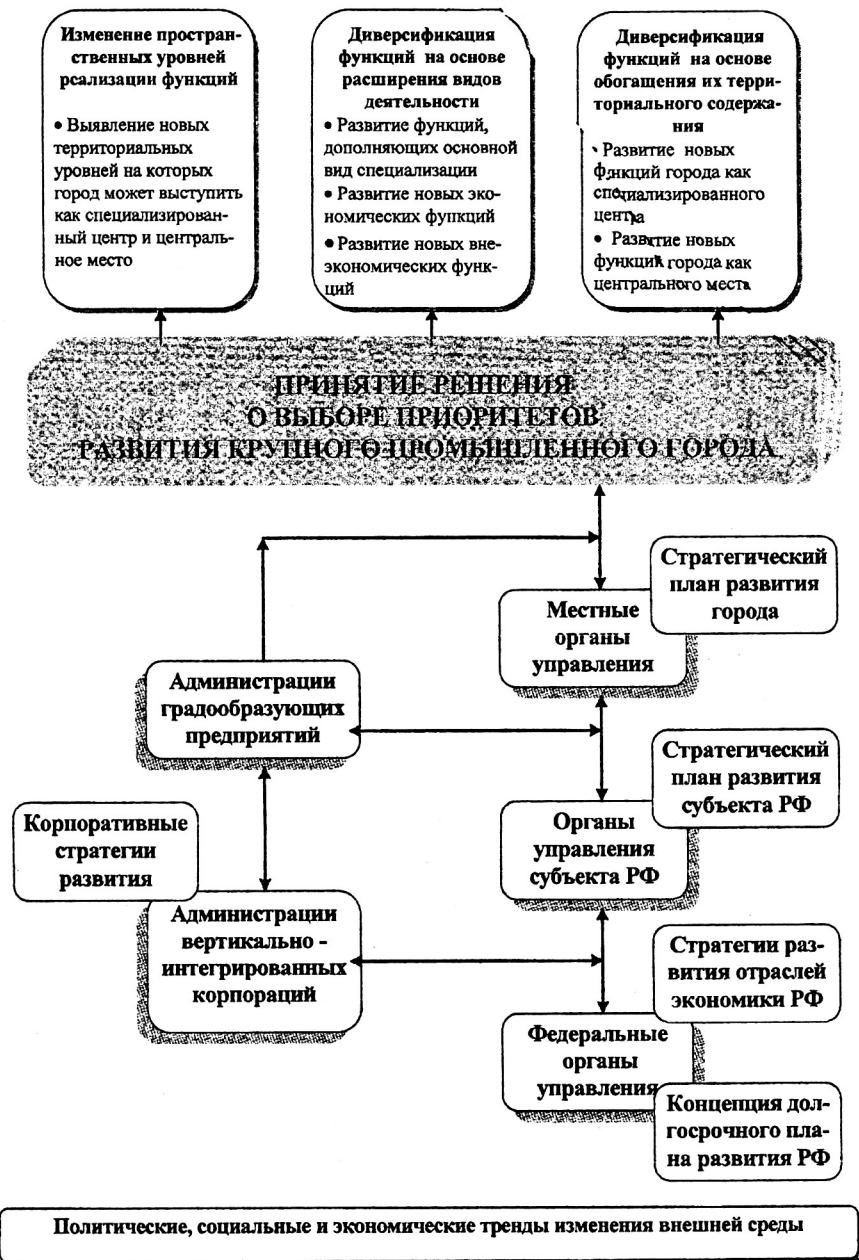 Изменение простран-
ственных уровней
реализации функций
• Выявление новых
территориальных
уровней на которых
город может выступить
как специализирован-
ный центр и централь-
ное место
Диверсификация
функций на основе
расширения видов
деятельности
• Развитие функций,
дополняющих основной
вид специализации
• Развитие новых эко-
номических функций
• Развитие новых вне-
экономических функ-
ций
Диверсификация
функций на основе
обогащения их терри-
ториального содержа-
ния
• Развитие новых
функций города как
специализированного
центра
• Развитие новых
функций города как
центрального места
ПРИНЯТИЕ РЕШЕНИЯ
О ВЫБОРЕ ПРИОРИТЕТОВ
РАЗВИТИЯ КРУПНОГО ПРОМЫШЛЕННОГО ГОРОДА
Стратегический
план развития
города
Местные
органы
управления
Администрации
градообразующих
предприятий
Стратегический
план развития
субъекта РФ
Корпоративные
стратегии
развития
Органы
управления
субъекта РФ
Администрации
вертикально -
интегрированных
корпораций
Стратегии раз-
вития отраслей
экономики РФ
Федеральные
органы
управления
Концепция дол-
госрочного пла-
на развития РФ
Политические, социальные и экономические тренды изменения внешней среды